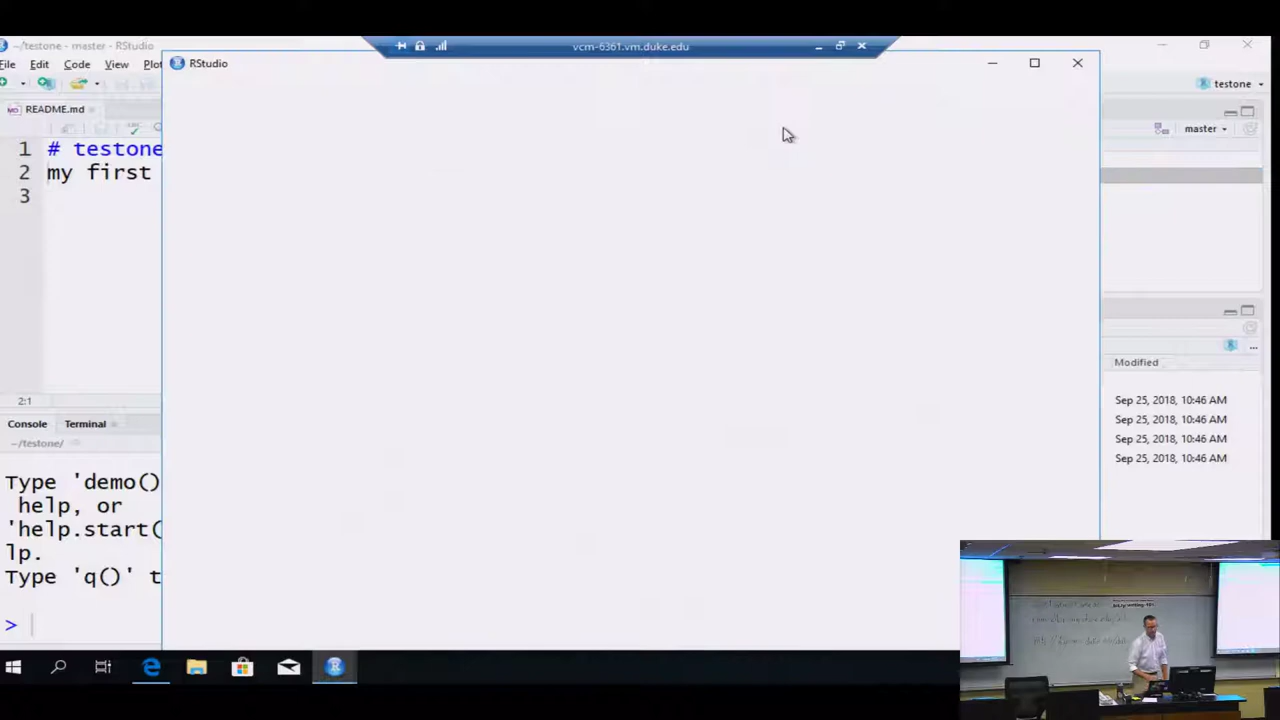 ~/testone - master - RStudio
vcm-6361.vm.duke.edu
File Edit Code View Plot
RStudio
testone
README.md
master
1 # testone
2 my first
3
Modified
2:1
Sep 25, 2018, 10:46 AM
Console Terminal
Sep 25, 2018, 10:46 AM
~/testone/
Sep 25, 2018, 10:46 AM
Sep 25, 2018, 10:46 AM
Type 'demo()
help, or
'help.start(
lp.
Type 'q()' t
>